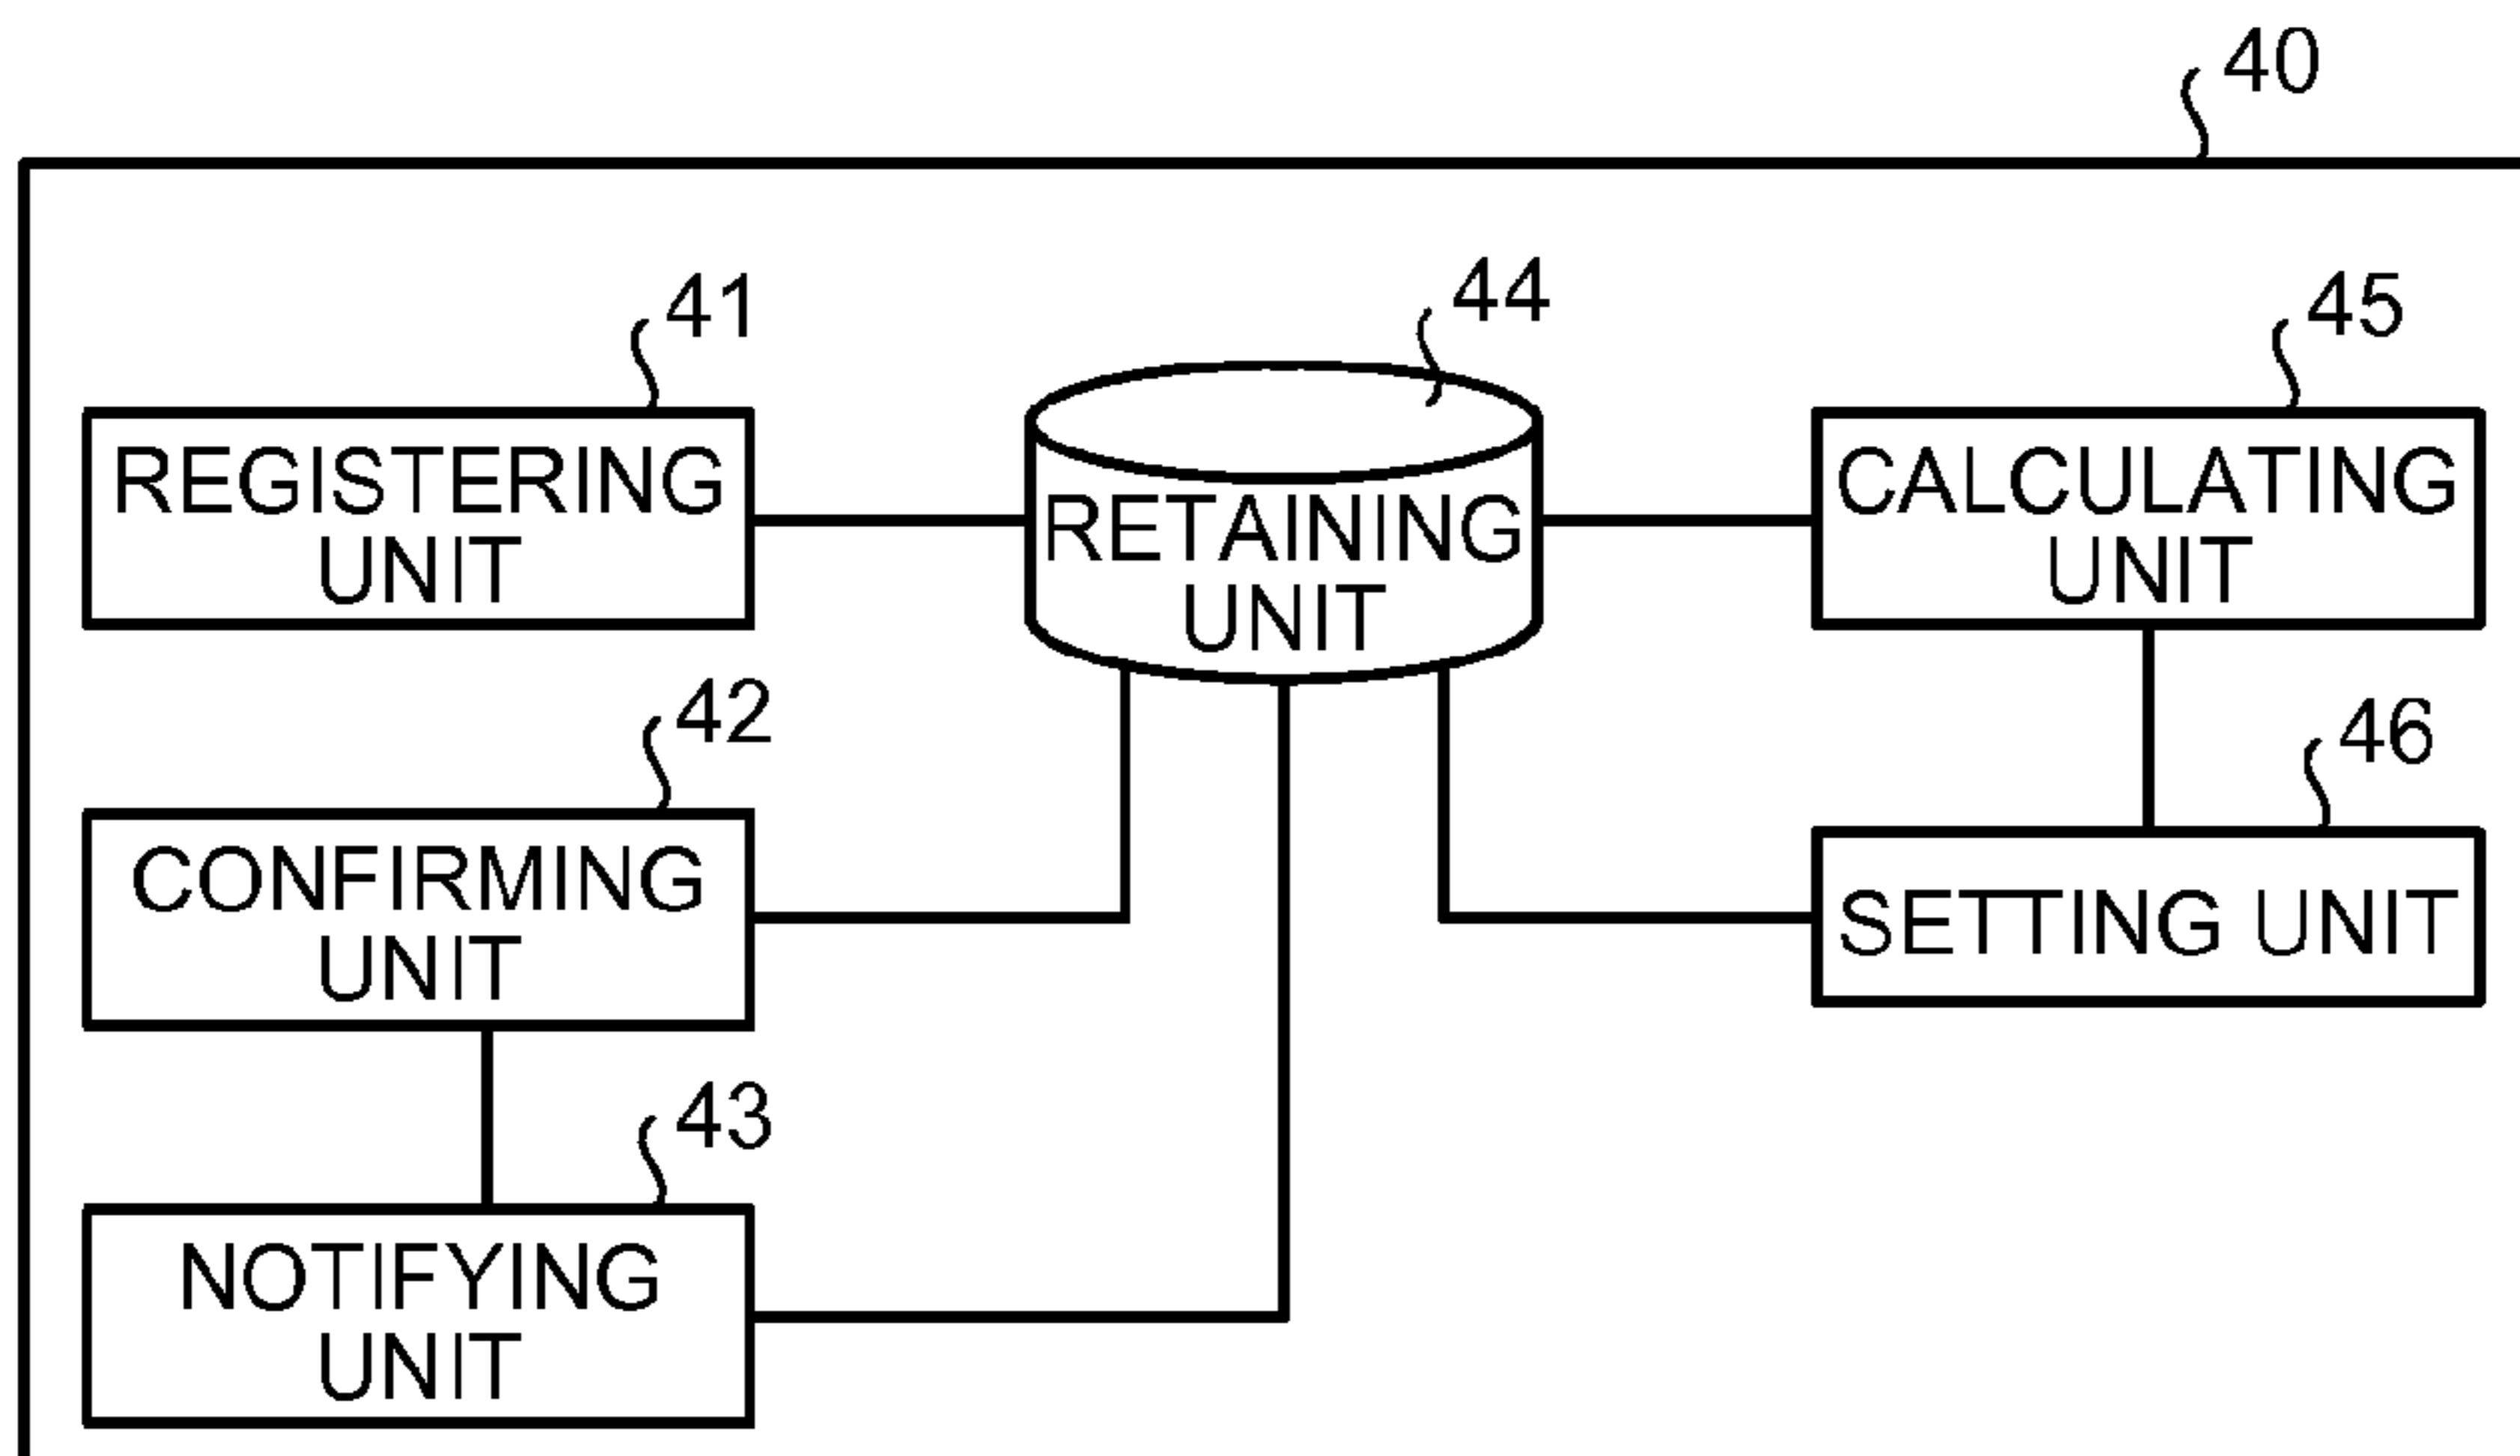 40
41
REGISTERING
UNIT
44
RETAINING
UNIT
45
CALCULATING
UNIT
42
CONFIRMING
UNIT
46
SETTING UNIT
43
NOTIFYING
UNIT